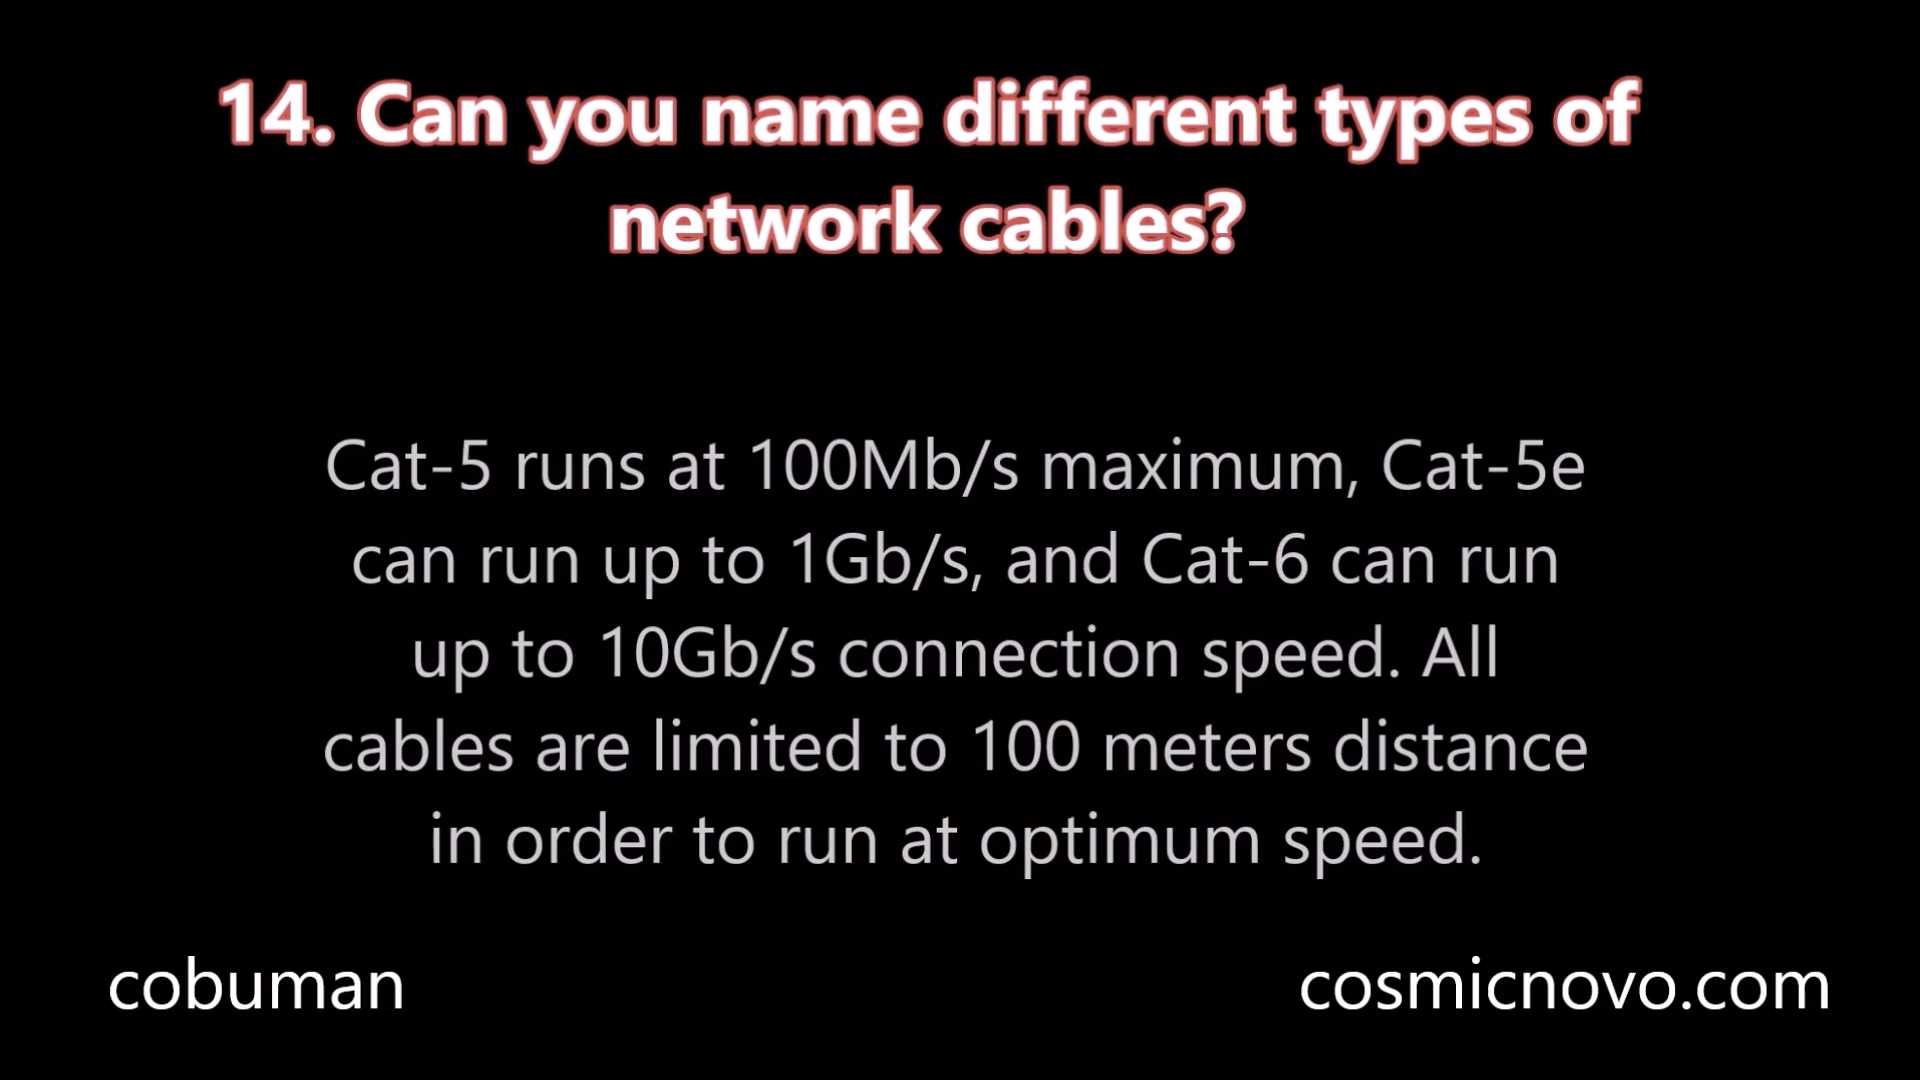 14. Can you name different types of
network cables?
Cat-5 runs at 100Mb/s maximum, Cat-5e
can run up to 1Gb/s, and Cat-6 can run
up to 10Gb/s connection speed. All
cables are limited to 100 meters distance
in order to run at optimum speed.
cobuman
cosmicnovo.com